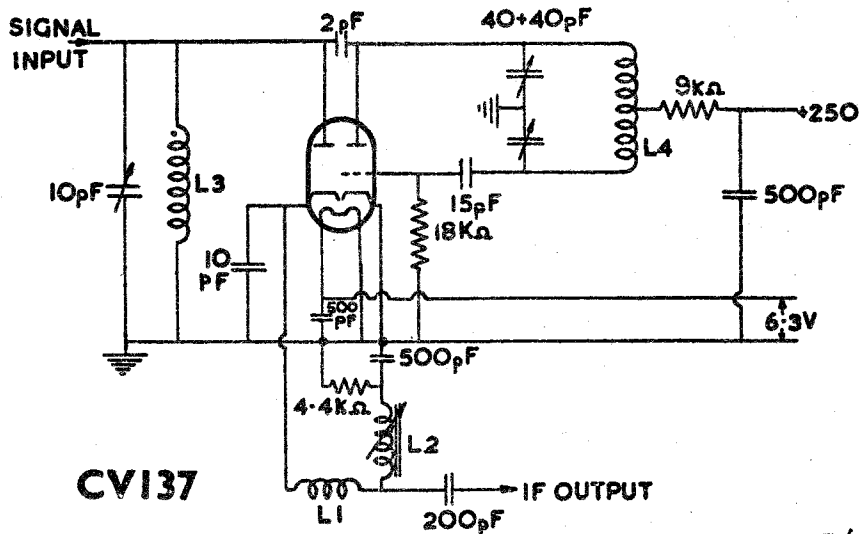 SIGNAL
INPUT
2pF
40+40pF
9KΩ
+250
L4
500pF
10pF
L3
15pF
18KΩ
10
PF
500
PF
6·3V
500pF
4·4KΩ
L2
CV137
L1
200pF
IF OUTPUT